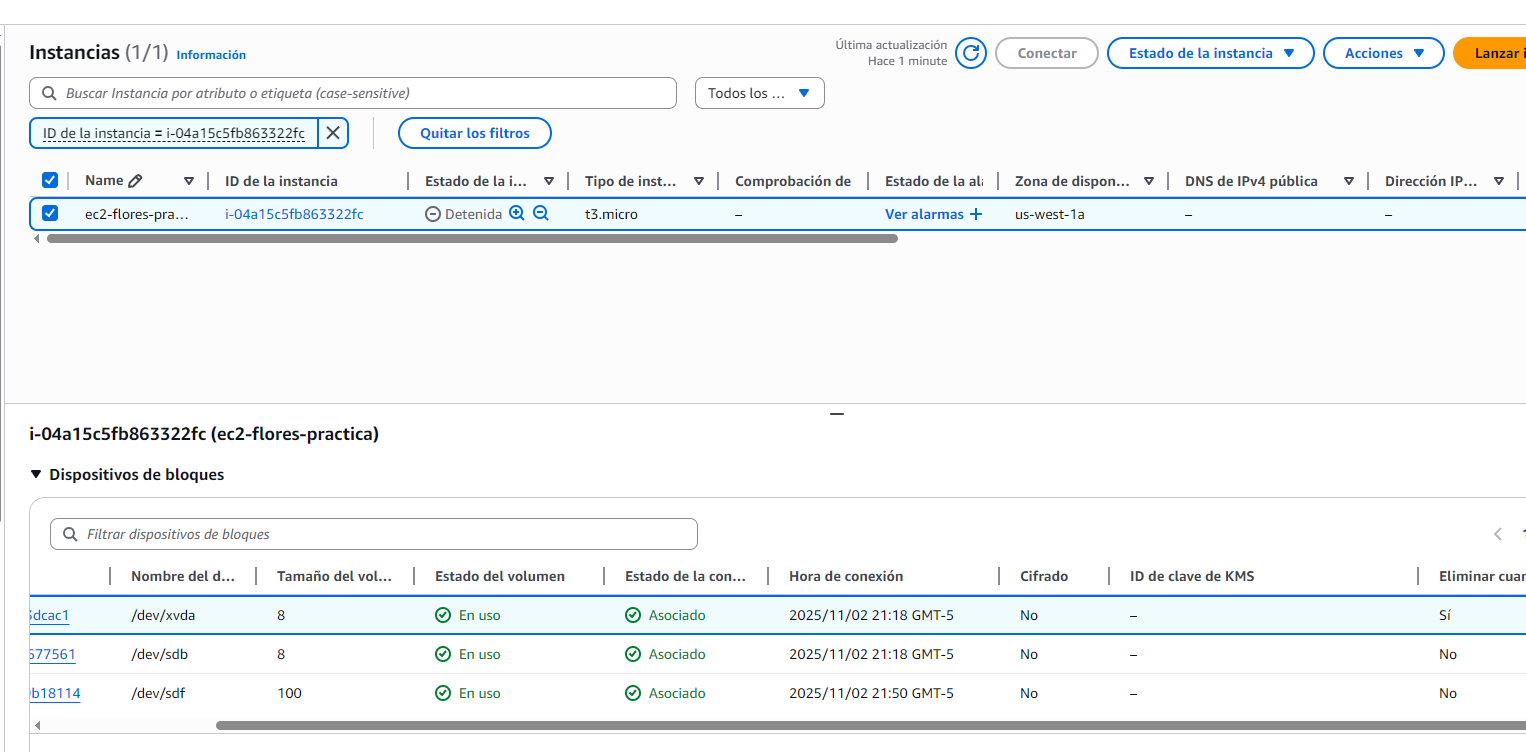 Instancias (1/1) Información
Última actualización
Hace 1 minute
Conectar
Estado de la instancia
Acciones
Lanzar i
Buscar Instancia por atributo o etiqueta (case-sensitive)
Todos los ...
ID de la instancia = i-04a15c5fb863322fc
Quitar los filtros
Name ID de la instancia Estado de la i... Tipo de inst... Comprobación de Estado de la al Zona de dispon... DNS de IPv4 pública Dirección IP...
ec2-flores-pra... i-04a15c5fb863322fc Detenida t3.micro – Ver alarmas + us-west-1a – –
i-04a15c5fb863322fc (ec2-flores-practica)
Dispositivos de bloques
Filtrar dispositivos de bloques
Nombre del d... Tamaño del vol... Estado del volumen Estado de la con... Hora de conexión Cifrado ID de clave de KMS Eliminar cuan
dcac1 /dev/xvda 8 En uso Asociado 2025/11/02 21:18 GMT-5 No – Sí
577561 /dev/sdb 8 En uso Asociado 2025/11/02 21:18 GMT-5 No – No
b18114 /dev/sdf 100 En uso Asociado 2025/11/02 21:50 GMT-5 No – No